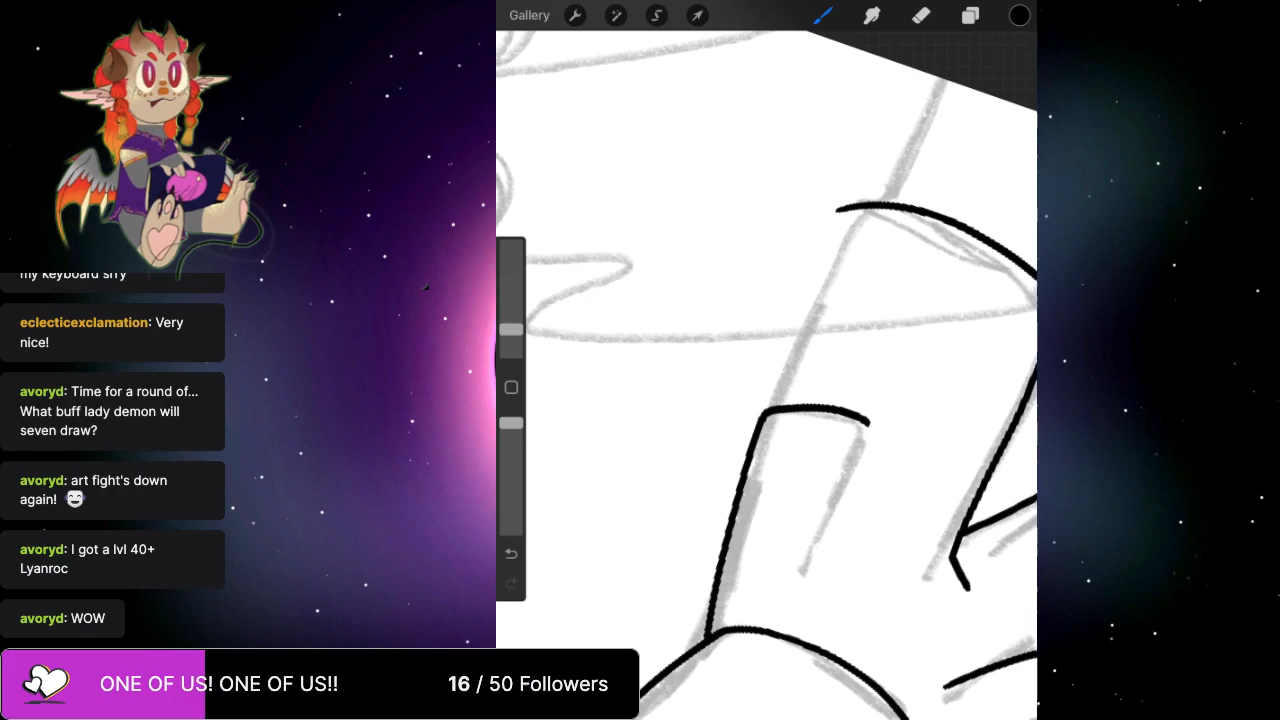 Gallery
my keyboard srry
eclecticexclamation: Very
nice!
avoryd: Time for a round of...
What buff lady demon will
seven draw?
avoryd: art fight's down
again!
avoryd: I got a lvl 40+
Lyanroc
avoryd: WOW
ONE OF US! ONE OF US!! 16 / 50 Followers